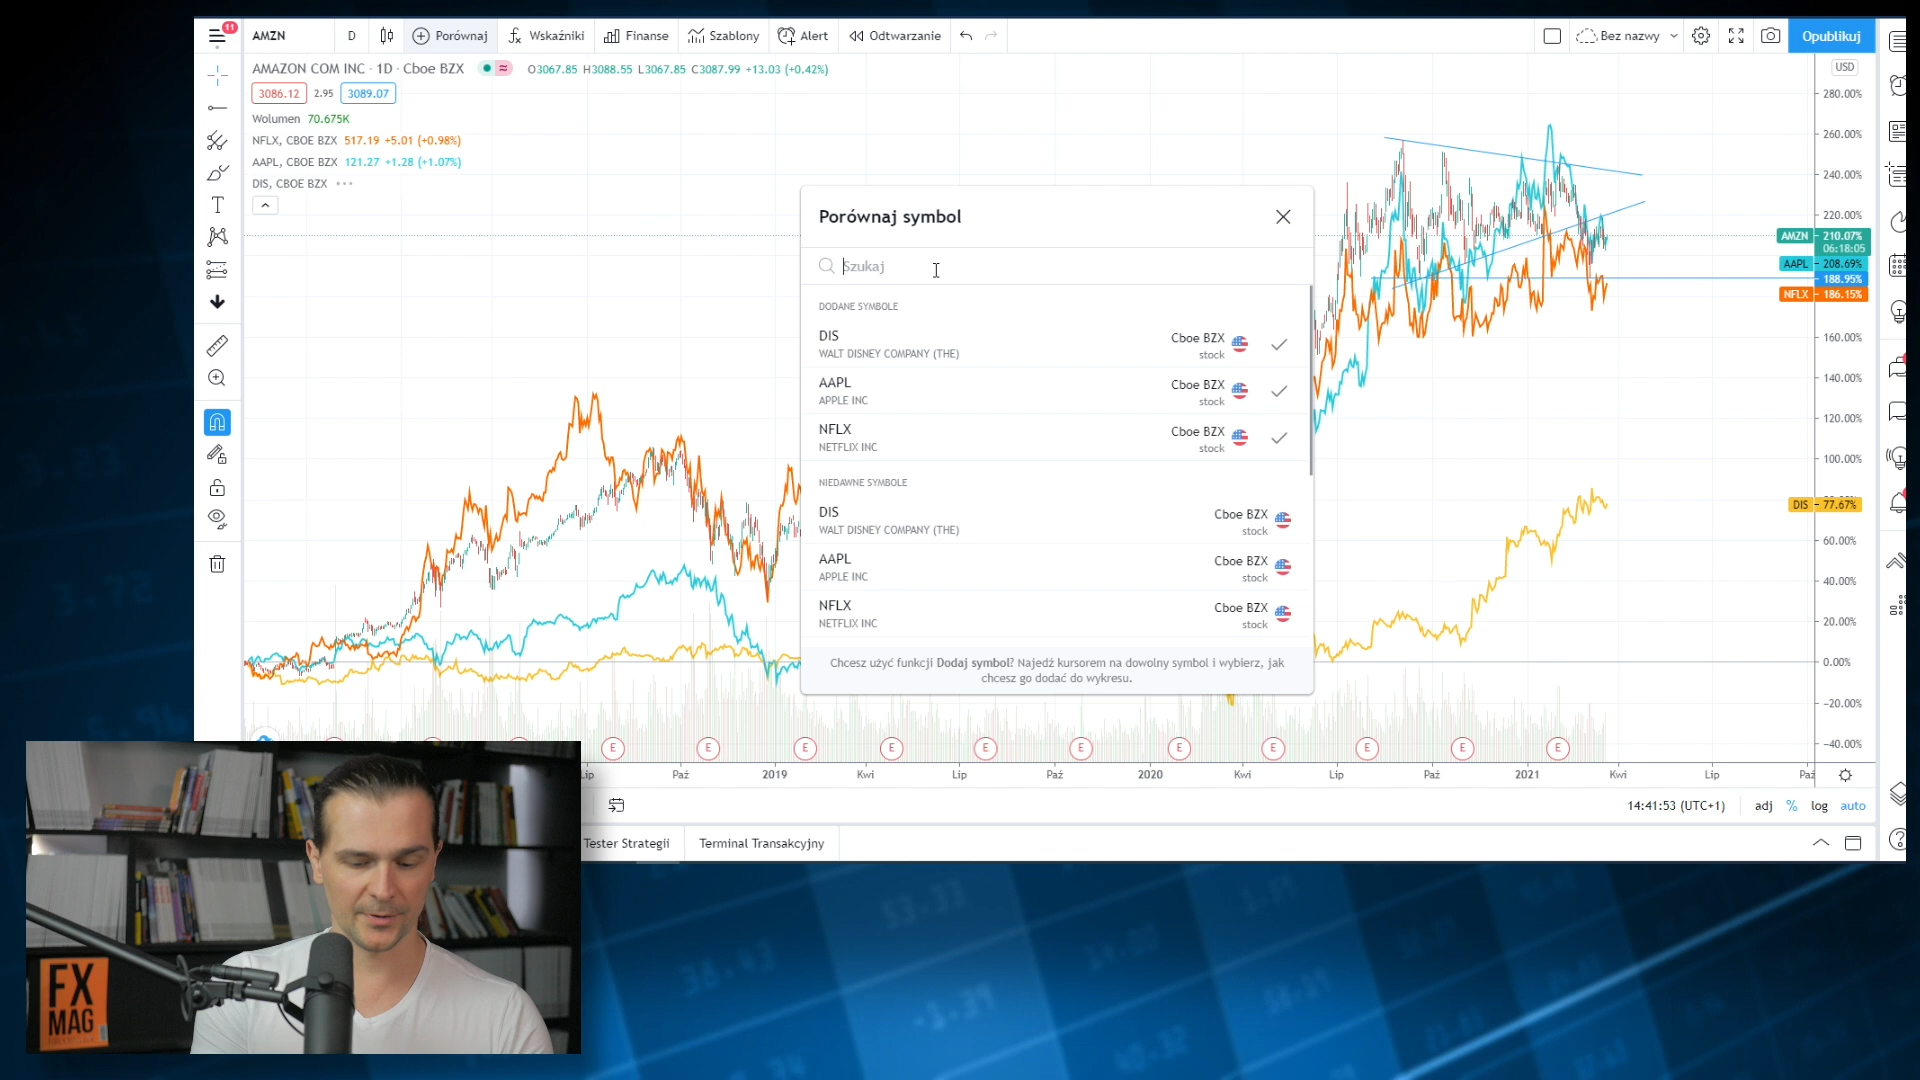 11
AMZN
D
Porównaj
Wskaźniki
Finanse
Szablony
Alert
Odtwarzanie
Bez nazwy
Opublikuj
AMAZON COM INC · 1D · Cboe BZX
O3067.85 H3088.55 L3067.85 C3087.99 +13.03 (+0.42%)
3086.12 2.95 3089.07
Wolumen 70.675K
NFLX, CBOE BZX 517.19 +5.01 (+0.98%)
AAPL, CBOE BZX 121.27 +1.28 (+1.07%)
DIS, CBOE BZX
USD
280.00%
260.00%
240.00%
220.00%
AMZN 210.07%
06:18:05
AAPL 208.69%
188.95%
NFLX 186.15%
160.00%
140.00%
120.00%
100.00%
DIS 77.67%
60.00%
40.00%
20.00%
0.00%
−20.00%
−40.00%
Porównaj symbol
Szukaj
DODANE SYMBOLE
DIS
WALT DISNEY COMPANY (THE)
Cboe BZX
stock
AAPL
APPLE INC
Cboe BZX
stock
NFLX
NETFLIX INC
Cboe BZX
stock
NIEDAWNE SYMBOLE
DIS
WALT DISNEY COMPANY (THE)
Cboe BZX
stock
AAPL
APPLE INC
Cboe BZX
stock
NFLX
NETFLIX INC
Cboe BZX
stock
Chcesz użyć funkcji Dodaj symbol? Najedź kursorem na dowolny symbol i wybierz, jak
chcesz go dodać do wykresu.
E E E E E E E E E E E
Lip Paź 2019 Kwi Lip Paź 2020 Kwi Lip Paź 2021 Kwi Lip Paź
14:41:53 (UTC+1) adj % log auto
Tester Strategii
Terminal Transakcyjny
FX
MAG